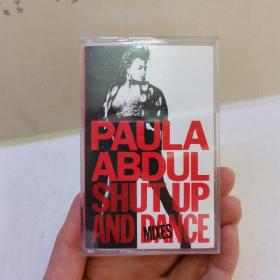 PAULA
ABDUL
SHUT UP
AND DANCE
MIXES